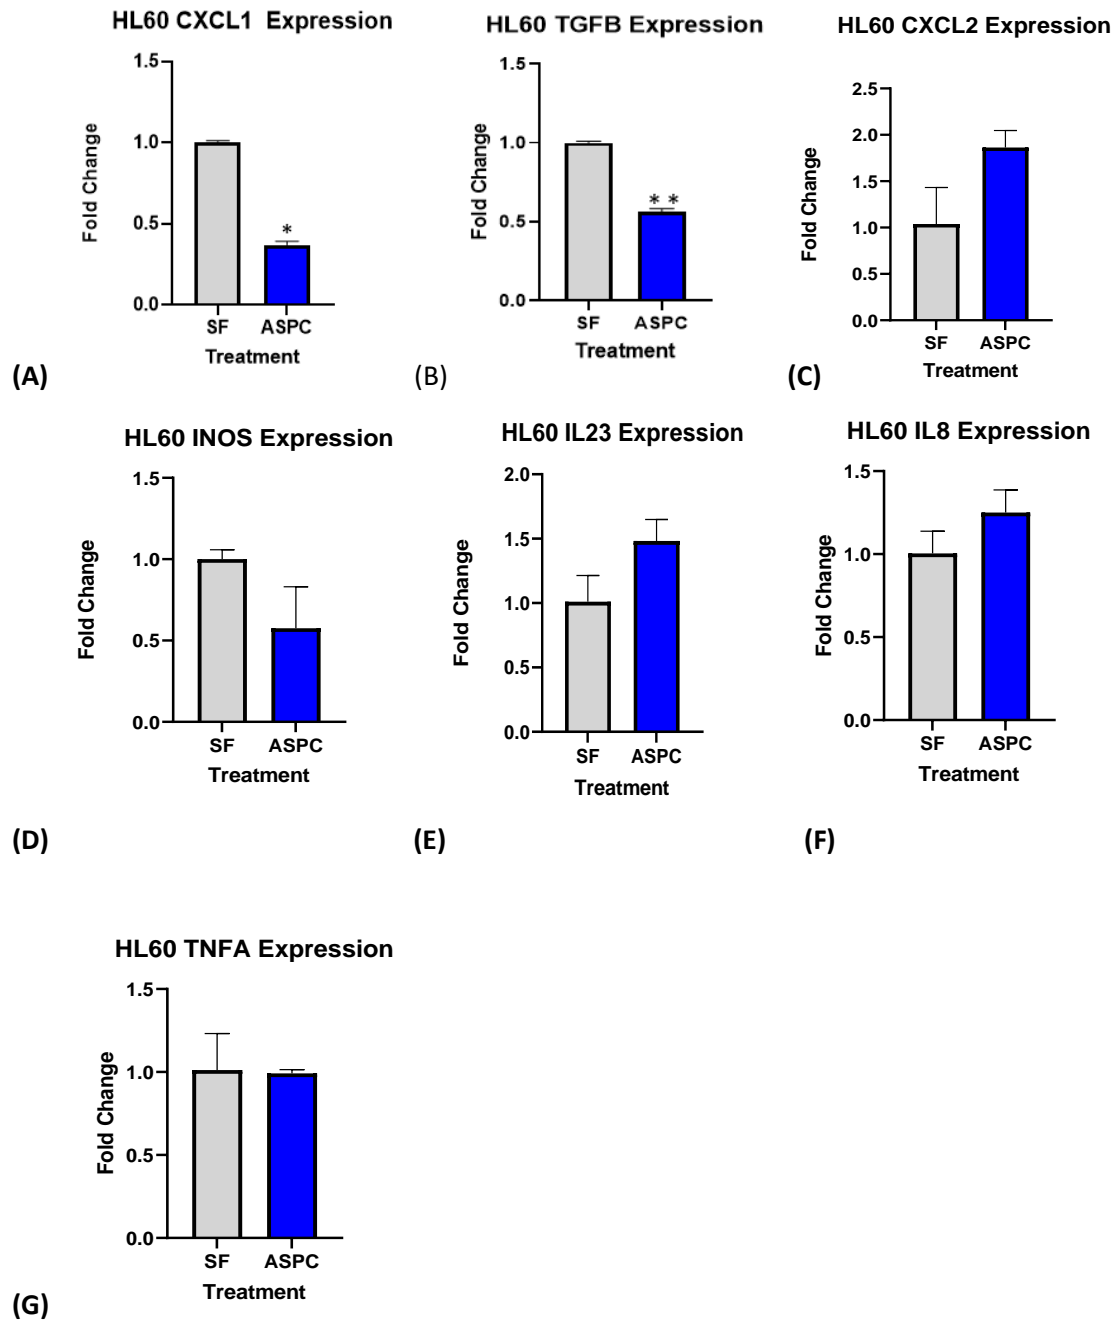 HL60 CXCL1 Expression
1.5
1.0
0.5
0.0
Fold Change
*
SF ASPC
Treatment
(A)
HL60 TGFB Expression
1.5
1.0
0.5
0.0
Fold Change
* *
SF ASPC
Treatment
(B)
HL60 CXCL2 Expression
2.5
2.0
1.5
1.0
0.5
0.0
Fold Change
SF ASPC
Treatment
(C)
HL60 INOS Expression
1.5
1.0
0.5
0.0
Fold Change
SF ASPC
Treatment
(D)
HL60 IL23 Expression
2.0
1.5
1.0
0.5
0.0
Fold Change
SF ASPC
Treatment
(E)
HL60 IL8 Expression
1.5
1.0
0.5
0.0
Fold Change
SF ASPC
Treatment
(F)
HL60 TNFA Expression
1.5
1.0
0.5
0.0
Fold Change
SF ASPC
Treatment
(G)